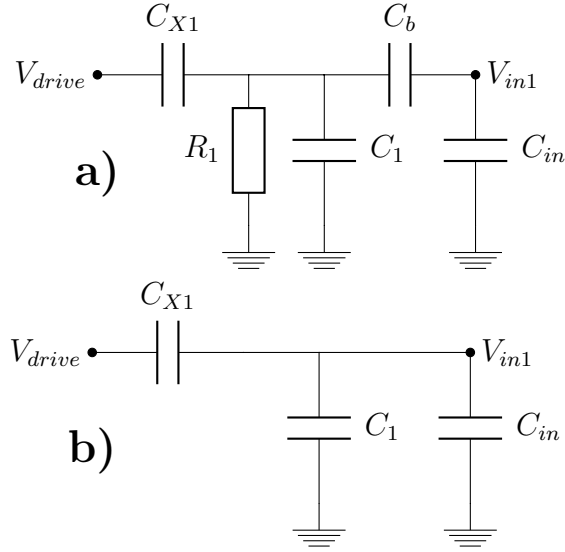 C_{X1} C_b
V_{drive} V_{in1}
R_1 C_1 C_{in}
a)
C_{X1}
V_{drive} V_{in1}
C_1 C_{in}
b)